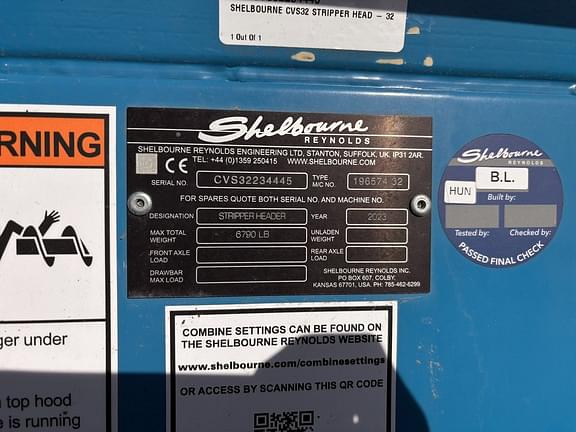 SHELBOURNE CVS32 STRIPPER HEAD - 32
1 Out Of 1
RNING
Shelbourne
REYNOLDS
SHELBOURNE REYNOLDS ENGINEERING LTD, STANTON, SUFFOLK, UK. IP31 2AR.
TEL: +44 (0)1359 250415 WWW.SHELBOURNE.COM
CE
SERIAL NO. CVS32234445 TYPE M/C NO. 196574 32
FOR SPARES QUOTE BOTH SERIAL NO. AND MACHINE NO.
DESIGNATION STRIPPER HEADER YEAR 2023
MAX TOTAL WEIGHT 6790 LB UNLADEN WEIGHT
FRONT AXLE LOAD REAR AXLE LOAD
DRAWBAR MAX LOAD
SHELBOURNE REYNOLDS INC.
PO BOX 607, COLBY,
KANSAS 67701, USA. PH: 785-462-6299
Shelbourne
REYNOLDS
B.L.
HUN
Built by:
Tested by: Checked by:
PASSED FINAL CHECK
COMBINE SETTINGS CAN BE FOUND ON
THE SHELBOURNE REYNOLDS WEBSITE
www.shelbourne.com/combinesettings
OR ACCESS BY SCANNING THIS QR CODE
ger under
top hood
e is running